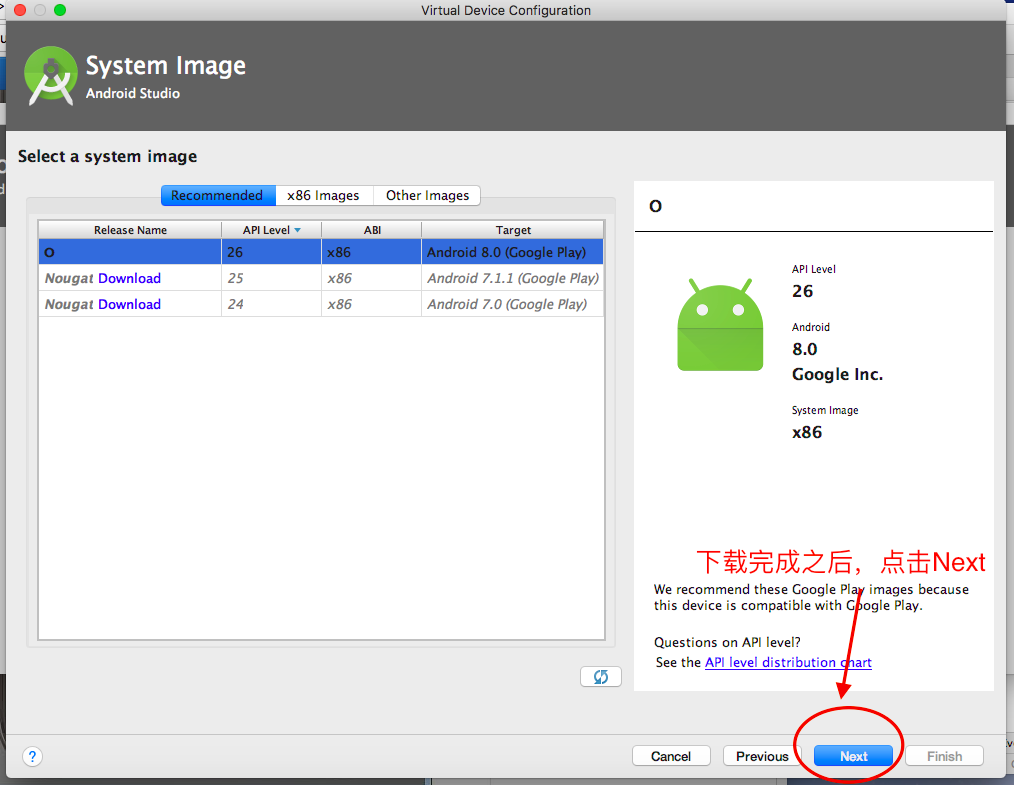 Virtual Device Configuration
System Image
Android Studio
Select a system image
Recommended x86 Images Other Images
Release Name API Level ABI Target
O 26 x86 Android 8.0 (Google Play)
Nougat Download 25 x86 Android 7.1.1 (Google Play)
Nougat Download 24 x86 Android 7.0 (Google Play)
O
API Level
26
Android
8.0
Google Inc.
System Image
x86
下载完成之后，点击Next
We recommend these Google Play images because
this device is compatible with Google Play.
Questions on API level?
See the API level distribution chart
? Cancel Previous Next Finish